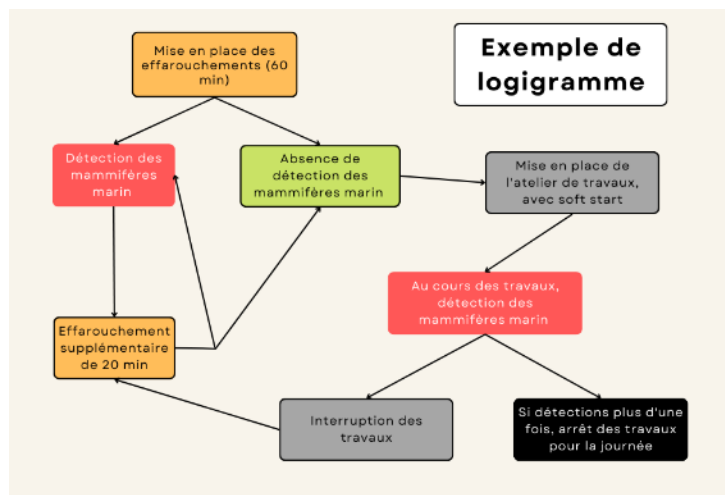 Exemple de
logigramme
Mise en place des
effarouchements (60
min)
Détection des
mammifères
marin
Absence de
détection des
mammifères marin
Mise en place de
l'atelier de travaux,
avec soft start
Au cours des travaux,
détection des
mammifères marin
Effarouchement
supplémentaire
de 20 min
Interruption des
travaux
Si détections plus d'une
fois, arrêt des travaux
pour la journée